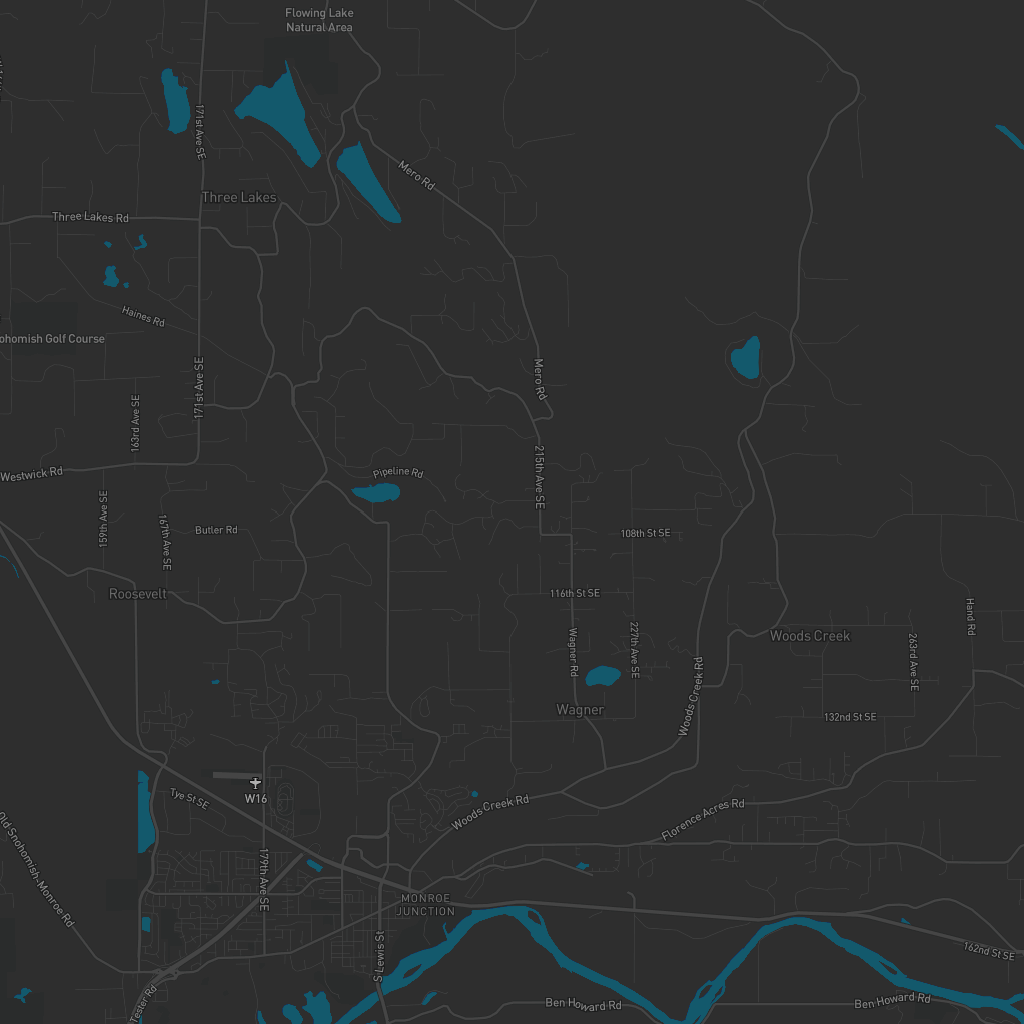 Flowing Lake
Natural Area
171st Ave SE
Mero Rd
Three Lakes
Three Lakes Rd
Haines Rd
ohomish Golf Course
171st Ave SE
Mero Rd
163rd Ave SE
Westwick Rd
Pipeline Rd
215th Ave SE
159th Ave SE
167th Ave SE
Butler Rd
108th St SE
116th St SE
Roosevelt
Hand Rd
Woods Creek
Wagner Rd
227th Ave SE
263rd Ave SE
Woods Creek Rd
Wagner
132nd St SE
W16
Tye St SE
Woods Creek Rd
Florence Acres Rd
Old Snohomish-Monroe Rd
179th Ave SE
MONROE
JUNCTION
S Lewis St
162nd St SE
Tester Rd
Ben Howard Rd
Ben Howard Rd